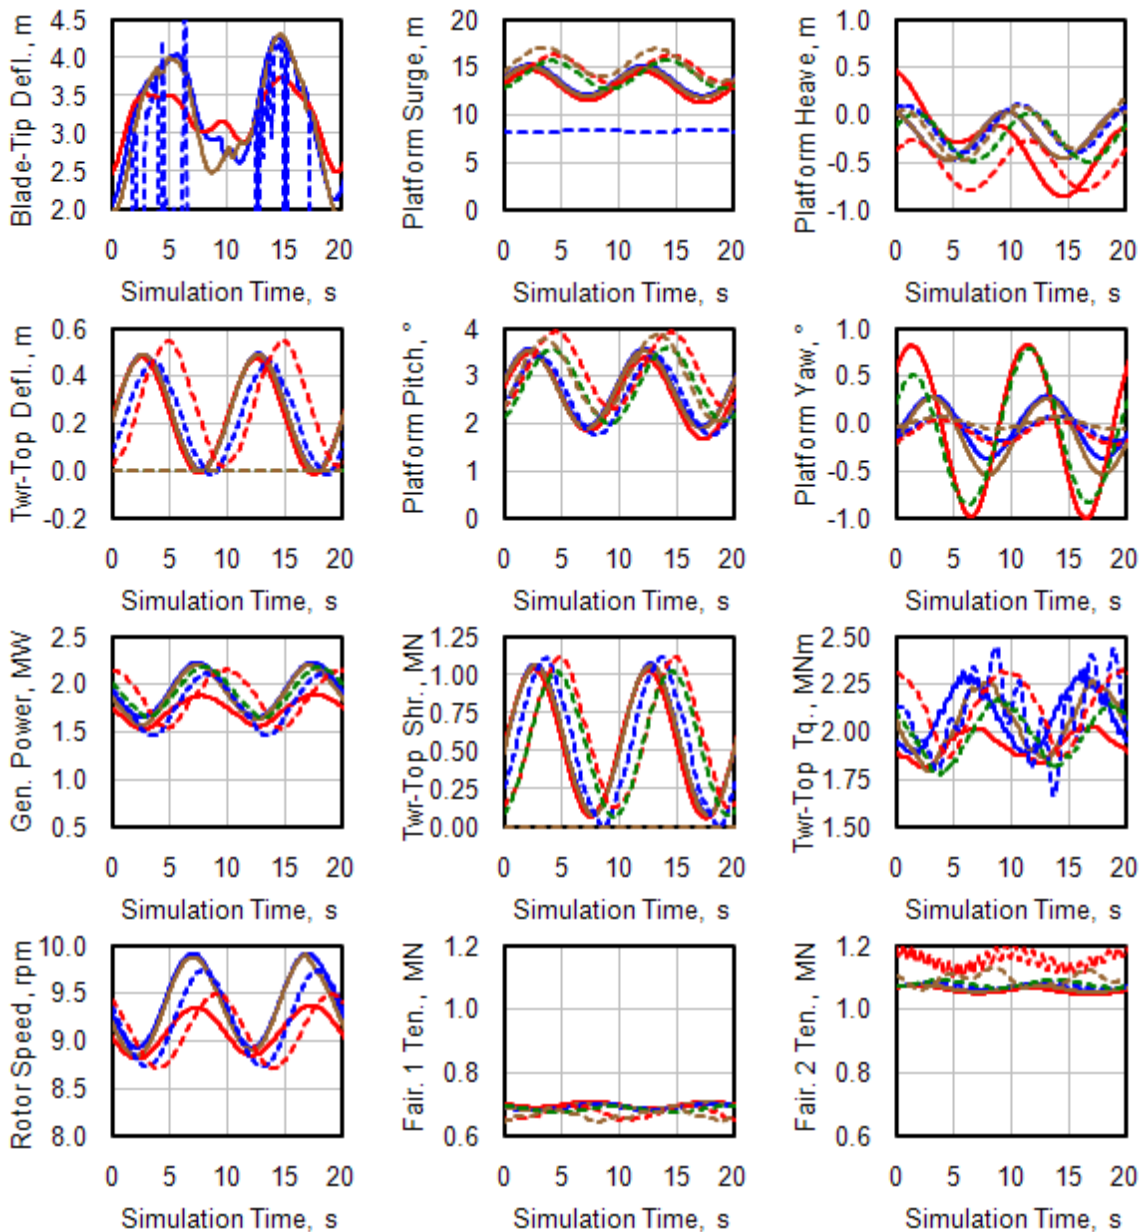 Blade-Tip Defl., m
4.5
4.0
3.5
3.0
2.5
2.0
0 5 10 15 20
Simulation Time, s
Platform Surge, m
20
15
10
5
0
0 5 10 15 20
Simulation Time, s
Platform Heave, m
1.0
0.5
0.0
-0.5
-1.0
0 5 10 15 20
Simulation Time, s
Twr-Top Defl., m
0.6
0.4
0.2
0.0
-0.2
0 5 10 15 20
Simulation Time, s
Platform Pitch, °
4
3
2
1
0
0 5 10 15 20
Simulation Time, s
Platform Yaw, °
1.0
0.5
0.0
-0.5
-1.0
0 5 10 15 20
Simulation Time, s
Gen. Power, MW
2.5
2.0
1.5
1.0
0.5
0 5 10 15 20
Simulation Time, s
Twr-Top Shr., MN
1.25
1.00
0.75
0.50
0.25
0.00
0 5 10 15 20
Simulation Time, s
Twr-Top Tq., MNm
2.50
2.25
2.00
1.75
1.50
0 5 10 15 20
Simulation Time, s
Rotor Speed, rpm
10.0
9.5
9.0
8.5
8.0
0 5 10 15 20
Simulation Time, s
Fair. 1 Ten., MN
1.2
1.0
0.8
0.6
0 5 10 15 20
Simulation Time, s
Fair. 2 Ten., MN
1.2
1.0
0.8
0.6
0 5 10 15 20
Simulation Time, s